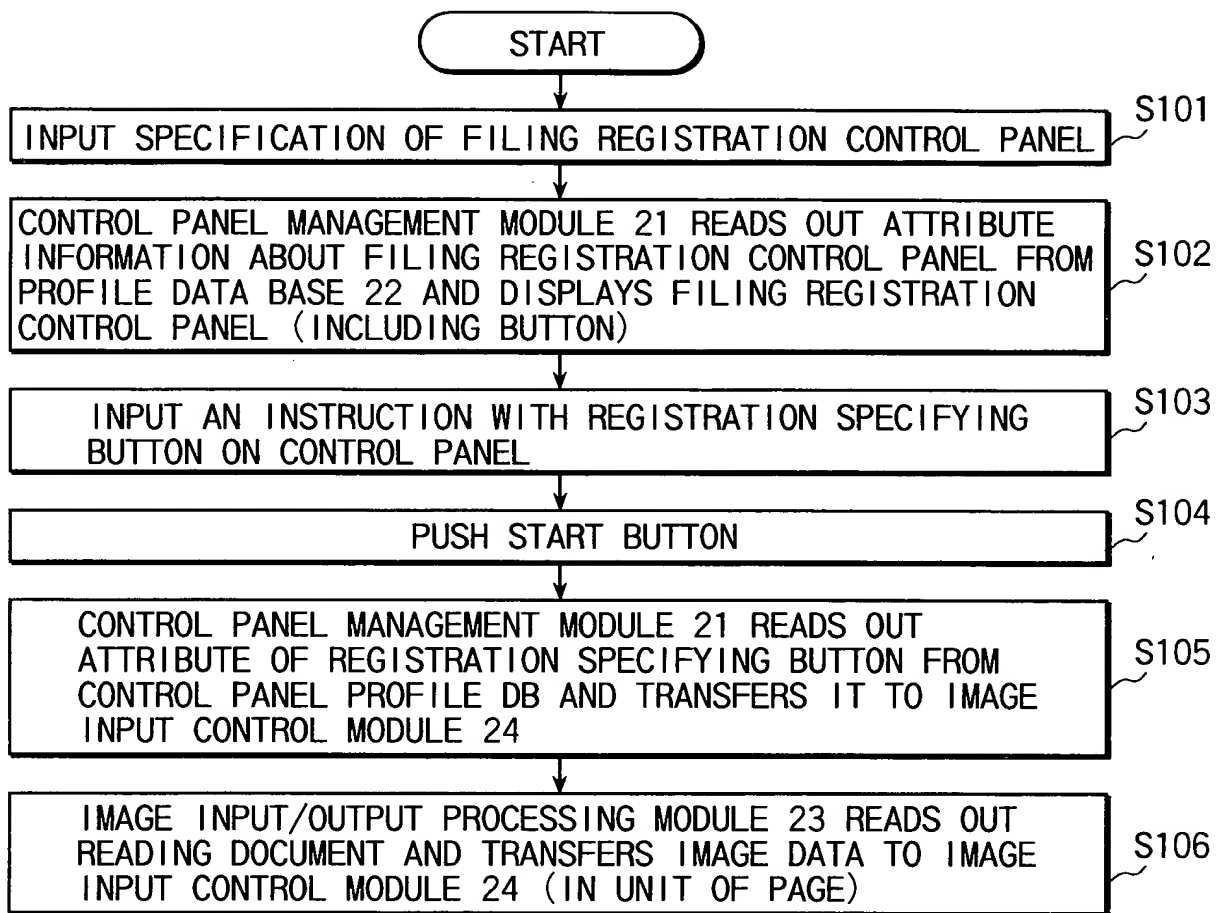 START
S101
INPUT SPECIFICATION OF FILING REGISTRATION CONTROL PANEL
CONTROL PANEL MANAGEMENT MODULE 21 READS OUT ATTRIBUTE
INFORMATION ABOUT FILING REGISTRATION CONTROL PANEL FROM
PROFILE DATA BASE 22 AND DISPLAYS FILING REGISTRATION
CONTROL PANEL (INCLUDING BUTTON)
S102
INPUT AN INSTRUCTION WITH REGISTRATION SPECIFYING
BUTTON ON CONTROL PANEL
S103
PUSH START BUTTON
S104
CONTROL PANEL MANAGEMENT MODULE 21 READS OUT
ATTRIBUTE OF REGISTRATION SPECIFYING BUTTON FROM
CONTROL PANEL PROFILE DB AND TRANSFERS IT TO IMAGE
INPUT CONTROL MODULE 24
S105
IMAGE INPUT/OUTPUT PROCESSING MODULE 23 READS OUT
READING DOCUMENT AND TRANSFERS IMAGE DATA TO IMAGE
INPUT CONTROL MODULE 24 (IN UNIT OF PAGE)
S106